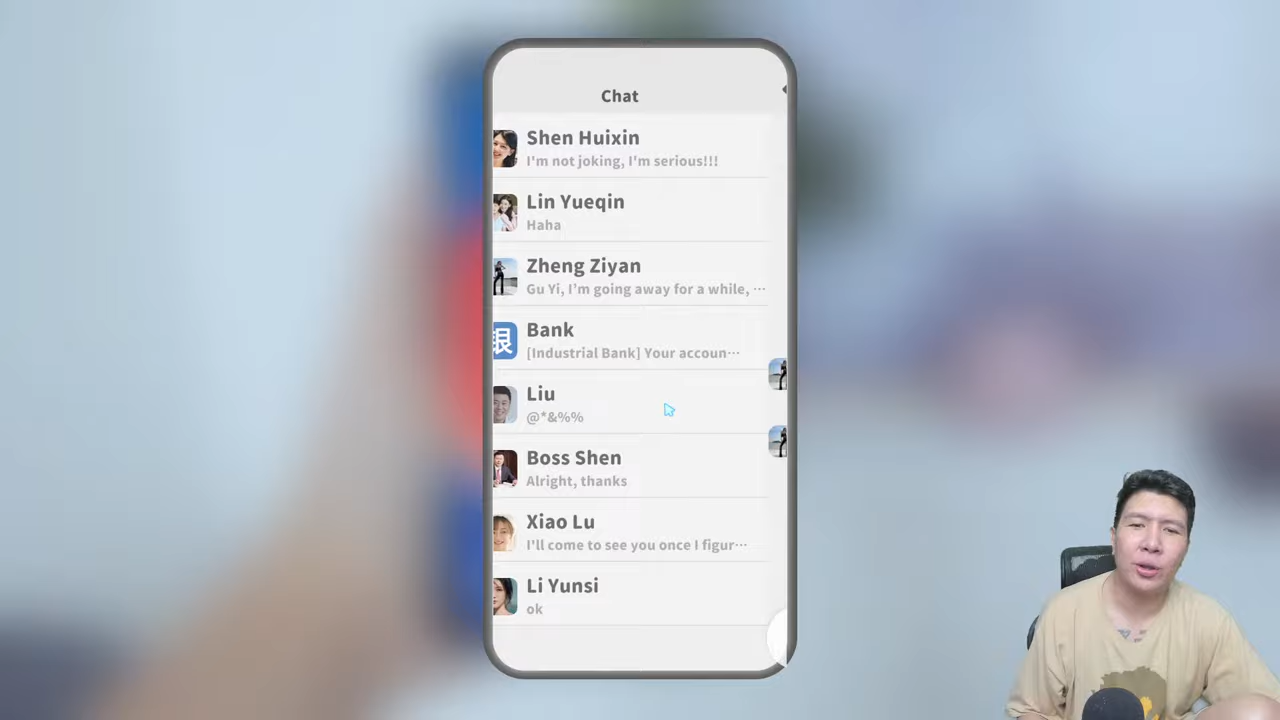 Chat
Shen Huixin
I'm not joking, I'm serious!!!
Lin Yueqin
Haha
Zheng Ziyan
Gu Yi, I'm going away for a while, ···
Bank
[Industrial Bank] Your accoun···
银
Liu
@*&%%
Boss Shen
Alright, thanks
Xiao Lu
I'll come to see you once I figur···
Li Yunsi
ok